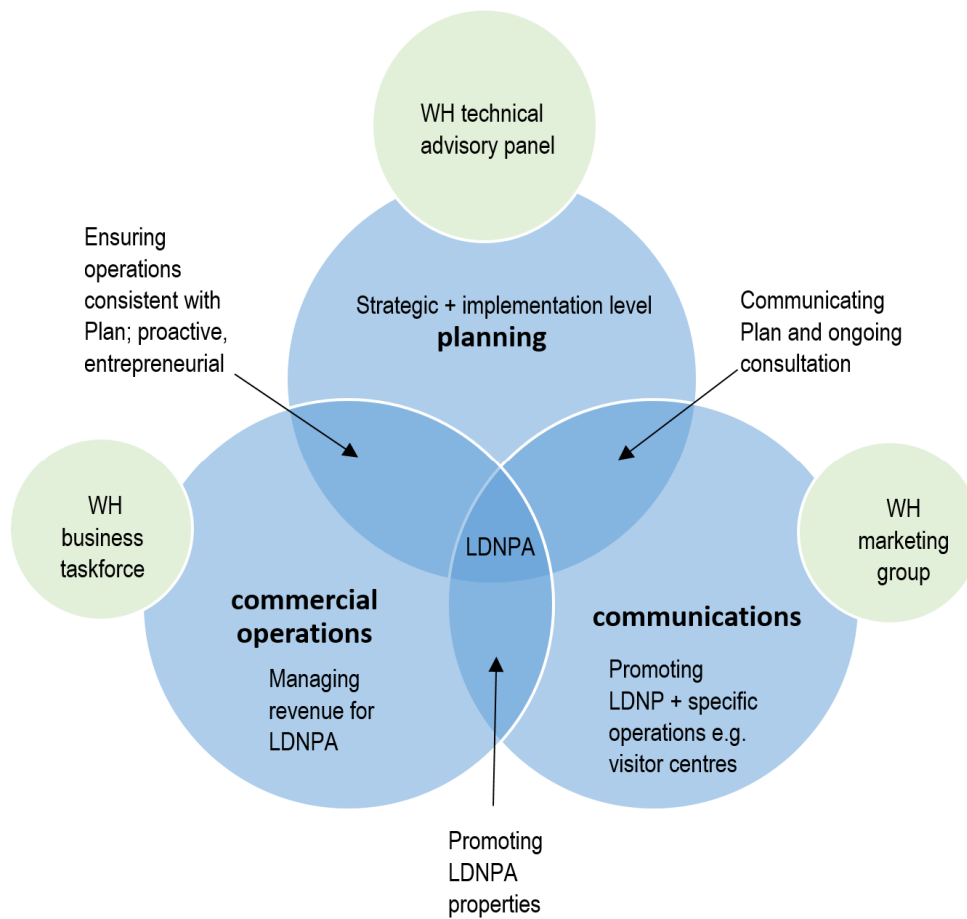 WH technical
advisory panel
Ensuring
operations
consistent with
Plan; proactive,
entrepreneurial
Strategic + implementation level
planning
Communicating
Plan and ongoing
consultation
WH
business
taskforce
LDNPA
WH
marketing
group
commercial
operations
Managing
revenue for
LDNPA
communications
Promoting
LDNP + specific
operations e.g.
visitor centres
Promoting
LDNPA
properties